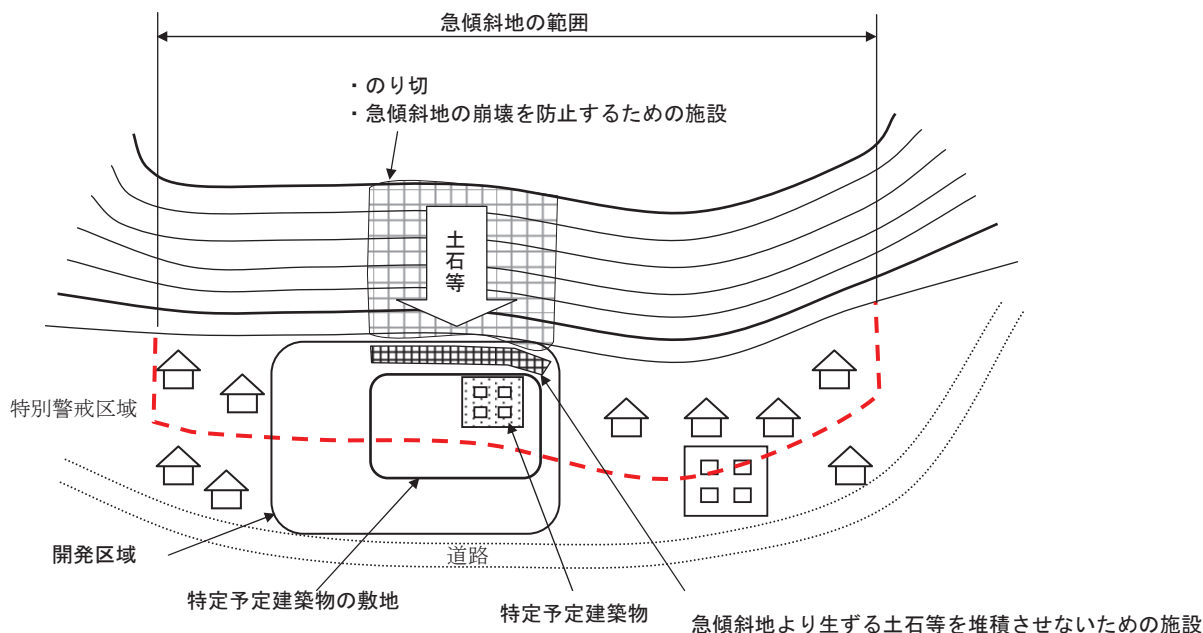 急傾斜地の範囲
・のり切
・急傾斜地の崩壊を防止するための施設
土石等
特別警戒区域
開発区域
道路
特定予定建築物の敷地
特定予定建築物
急傾斜地より生ずる土石等を堆積させないための施設